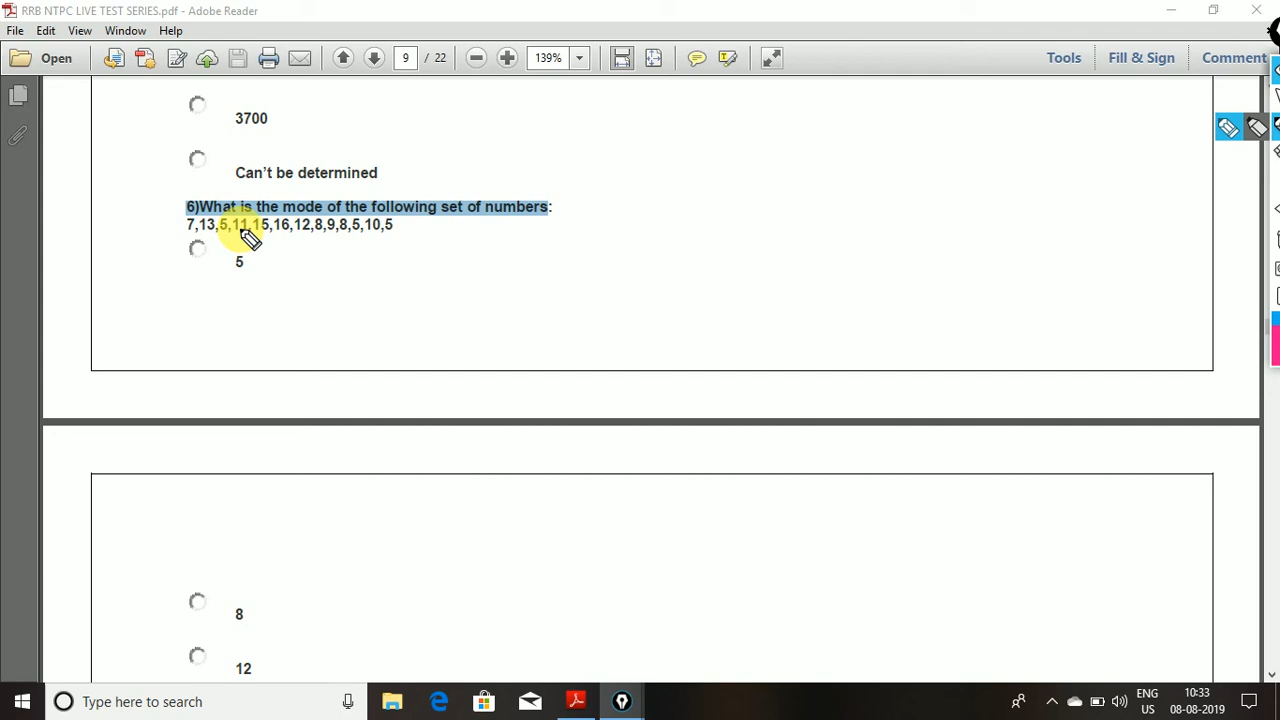 RRB NTPC LIVE TEST SERIES.pdf - Adobe Reader
File Edit View Window Help
Open 9 / 22 139% Tools Fill & Sign Comment
3700
Can't be determined
6)What is the mode of the following set of numbers:
7,13,5,11,15,16,12,8,9,8,5,10,5
5
8
12
Type here to search
ENG 10:33
US 08-08-2019